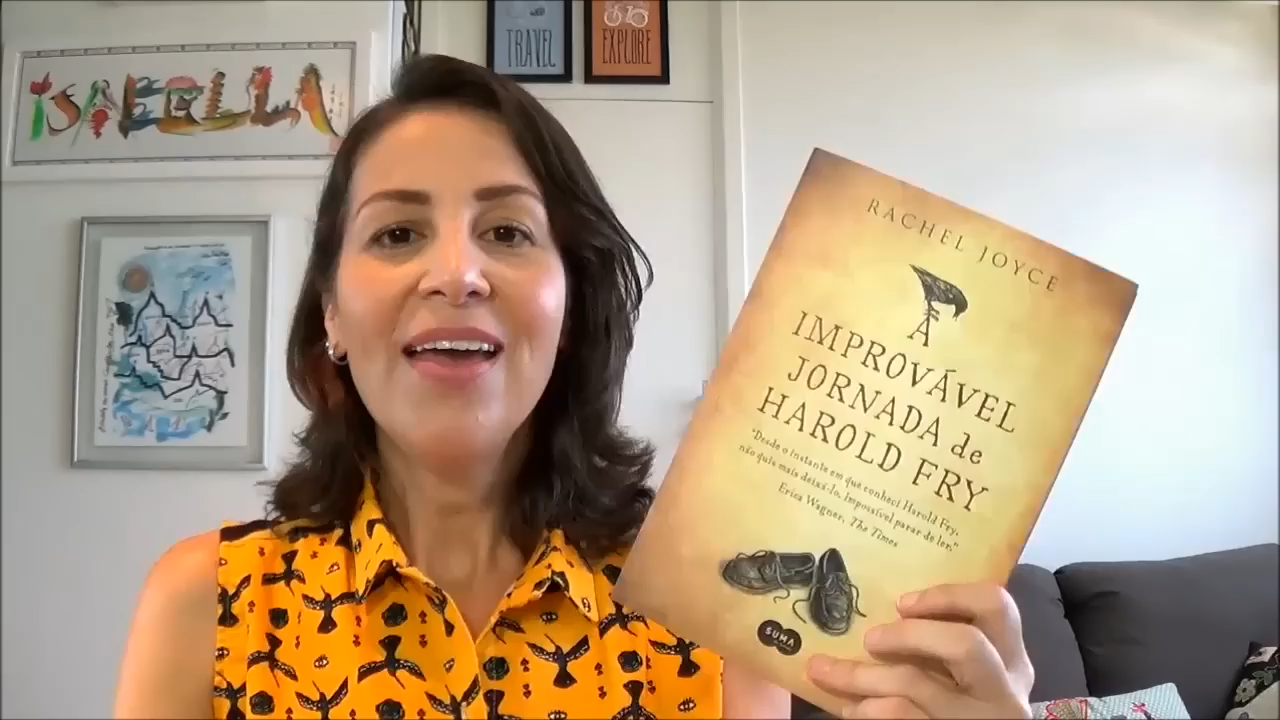 TRAVEL
EXPLORE
ISABELLA
RACHEL JOYCE
A
IMPROVÁVEL
JORNADA de
HAROLD FRY
"Desde o instante em que conheci Harold Fry,
não quis mais deixá-lo. Impossível parar de ler."
Erica Wagner, The Times
SUMA